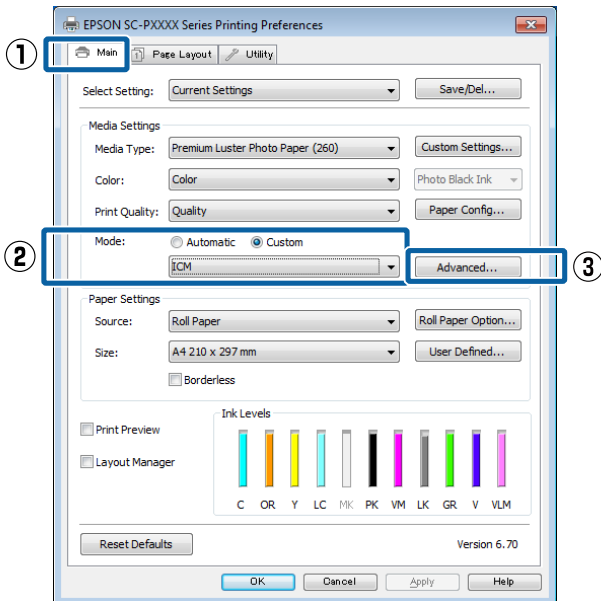 EPSON SC-PXXXX Series Printing Preferences
1 Main Page Layout Utility
Select Setting: Current Settings Save/Del...
Media Settings
Media Type: Premium Luster Photo Paper (260) Custom Settings...
Color: Color Photo Black Ink
Print Quality: Quality Paper Config...
Mode: Automatic Custom
2 ICM Advanced... 3
Paper Settings
Source: Roll Paper Roll Paper Option...
Size: A4 210 x 297 mm User Defined...
Borderless
Ink Levels
Print Preview
Layout Manager
C OR Y LC MK PK VM LK GR V VLM
Reset Defaults Version 6.70
OK Cancel Apply Help